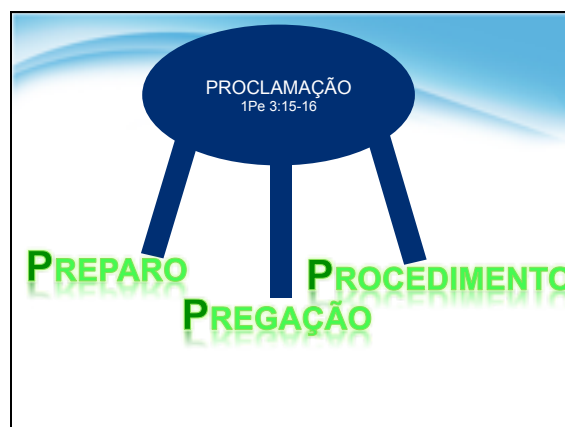 PROCLAMAÇÃO
1Pe 3:15-16
PREPARO
PROCEDIMENTO
PREGAÇÃO